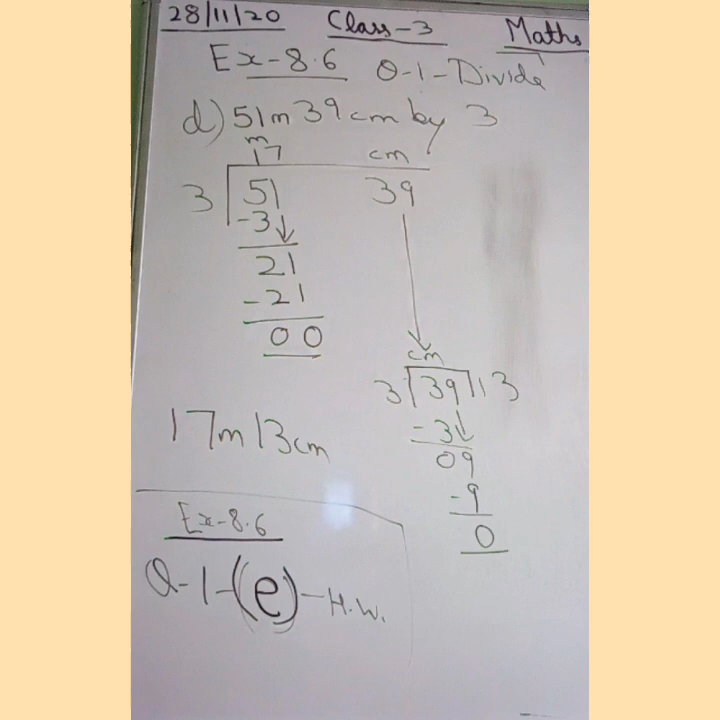 28/11/20 Class-3 Maths
Ex-8.6 Q-1-Divide
d) 51m 39cm by 3
m
17 cm
3 51 39
-3
21
-21
00
cm
3 39 13
-3
09
-9
0
17m 13cm
Ex-8.6
Q-1-(e)-H.W.